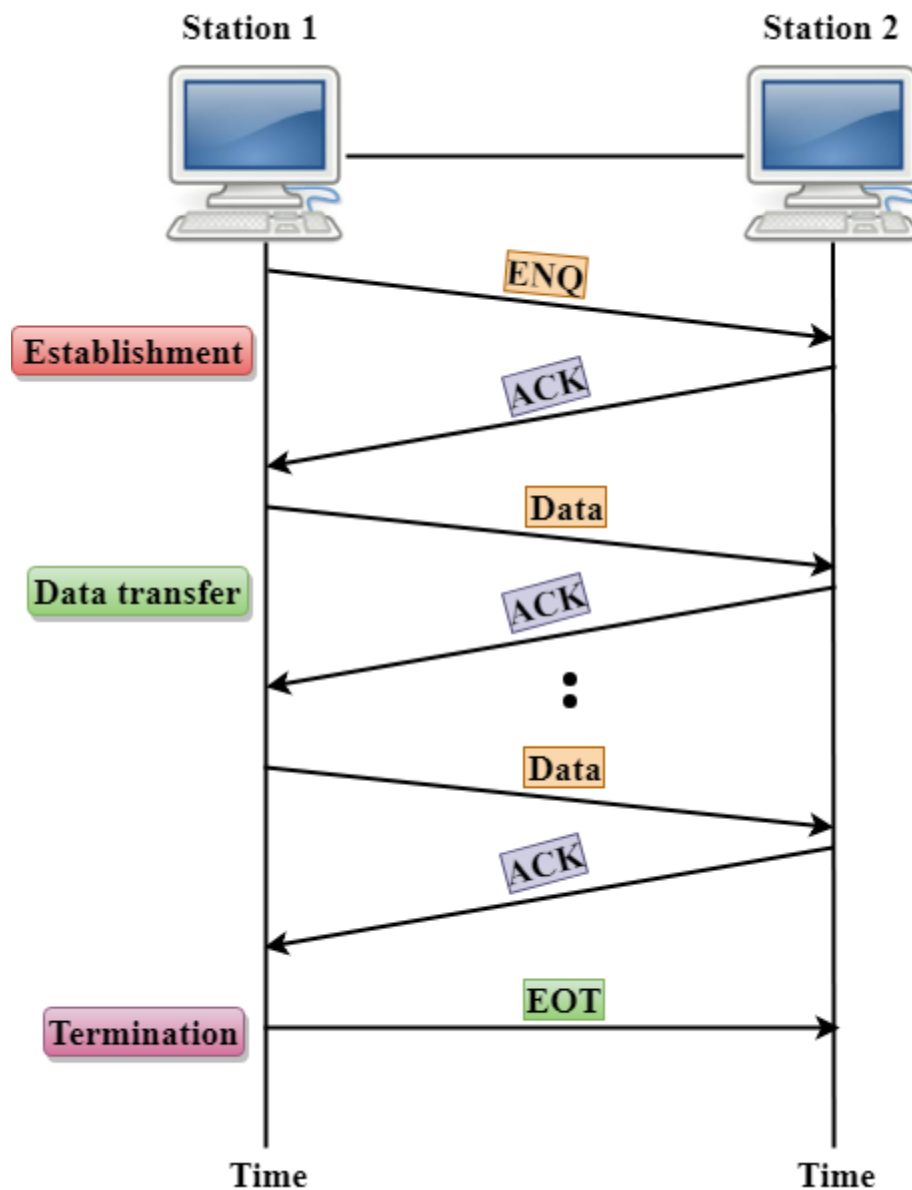 Station 1
Station 2
ENQ
Establishment
ACK
Data
Data transfer
ACK
Data
ACK
EOT
Termination
Time
Time